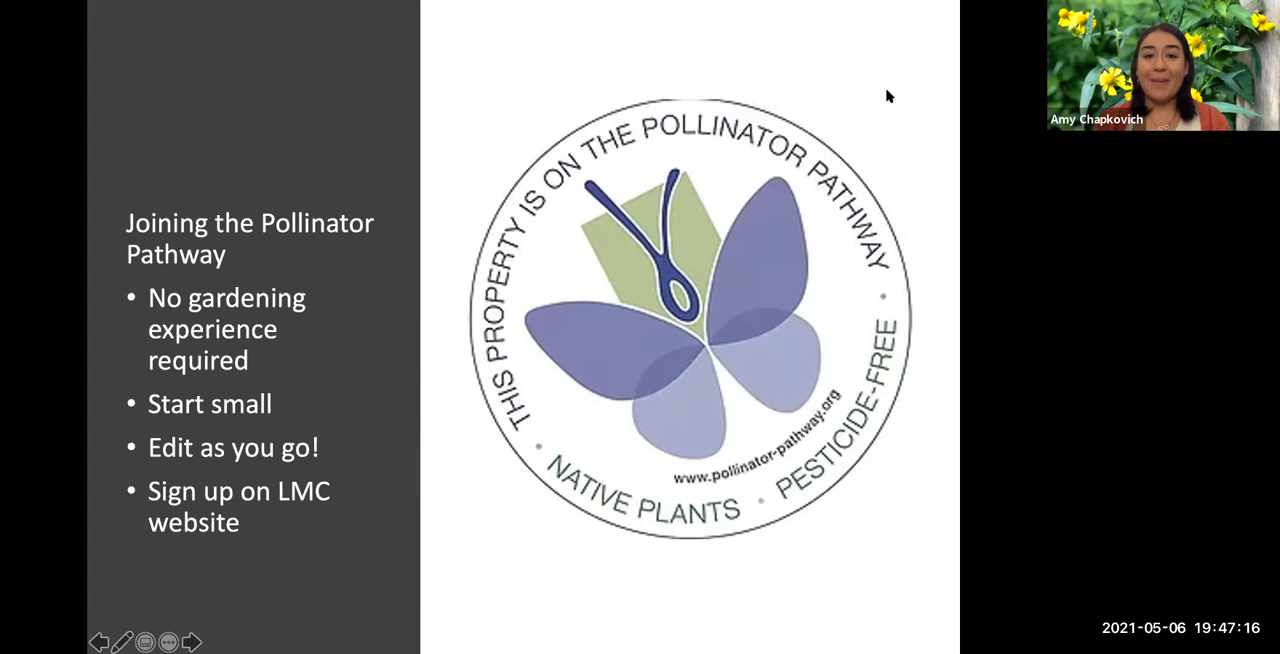 Joining the Pollinator
Pathway
• No gardening
experience
required
• Start small
• Edit as you go!
• Sign up on LMC
website
THIS PROPERTY IS ON THE POLLINATOR PATHWAY
• NATIVE PLANTS • PESTICIDE-FREE •
www.pollinator-pathway.org
Amy Chapkovich
2021-05-06 19:47:16